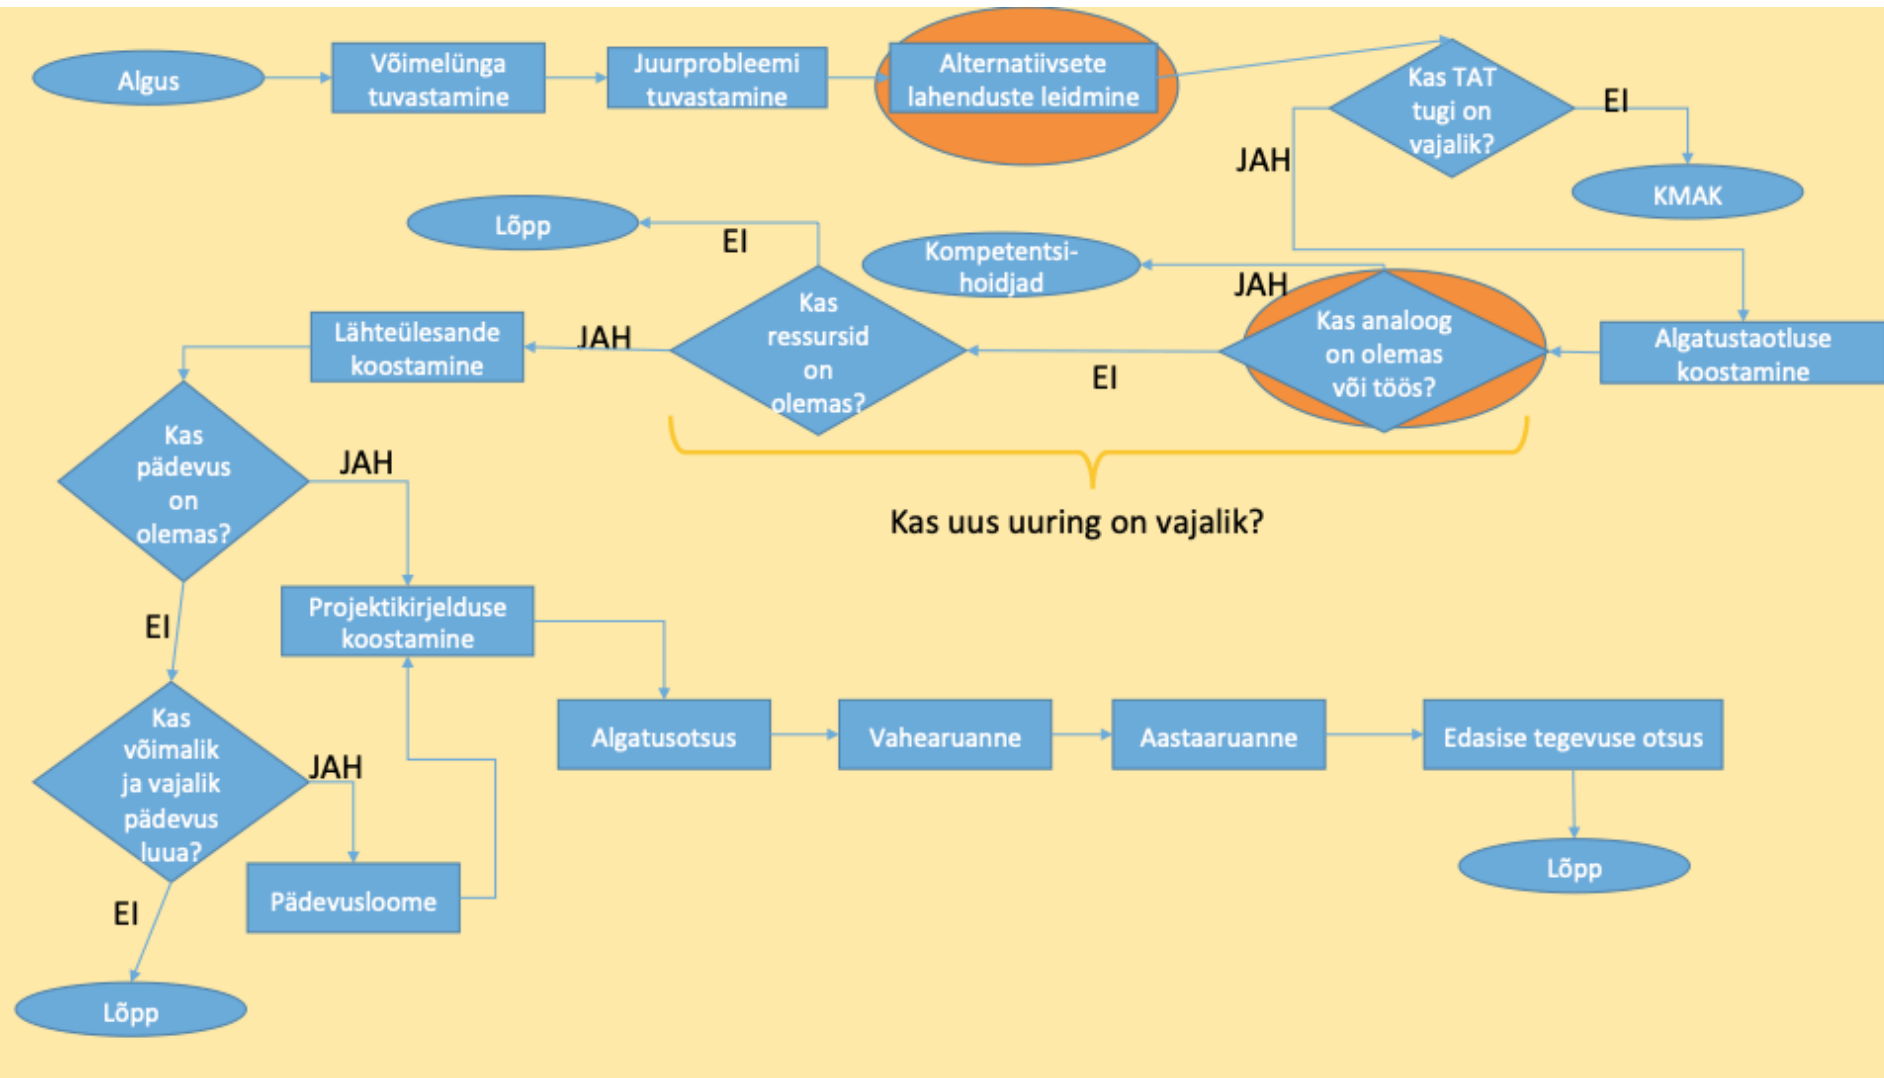 Algus
Võimelünga
tuvastamine
Juurprobleemi
tuvastamine
Alternatiivsete
lahenduste leidmine
Kas TAT
tugi on
vajalik?
EI
JAH
KMAK
Lõpp
EI
Kompetentsi-
hoidjad
JAH
Kas analoog
on olemas
või töös?
Algatustaotluse
koostamine
EI
Kas
ressursid
on
olemas?
JAH
Lähteülesande
koostamine
Kas uus uuring on vajalik?
Kas
pädevus
on
olemas?
JAH
EI
Projektikirjelduse
koostamine
Kas
võimalik
ja vajalik
pädevus
luua?
JAH
Pädevusloome
EI
Lõpp
Algatusotsus
Vahearuanne
Aastaaruanne
Edasise tegevuse otsus
Lõpp